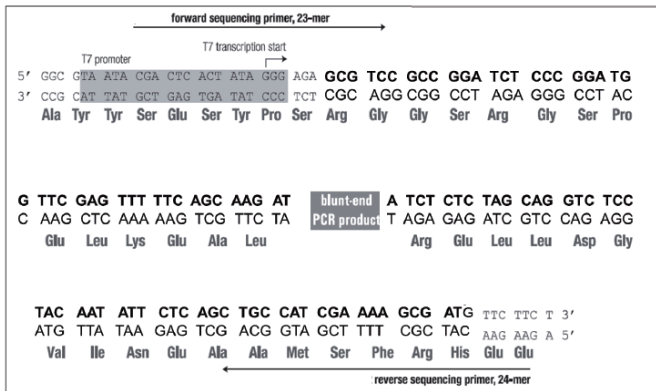 forward sequencing primer, 23-mer
T7 promoter T7 transcription start
5' GGC GTAA ATA CGA CTC ACT ATA GGG AGA GCG TCC GCC GGA TCT CCC GGA TG
3' CCG CATT TAT GCT GAG TGA TAT CCC TCT CGC AGG CGG CCT AGA GGG CCT AC
Ala Tyr Tyr Ser Glu Ser Tyr Pro Ser Arg Gly Gly Ser Arg Gly Ser Pro
G TTC GAG TTT TTC AGC AAG AT blunt-end A TCT CTC TAG CAG GTC TCC
C AAG CTC AAA AAG TCG TTC TA PCR product T AGA GAG ATC GTC CAG AGG
Glu Leu Lys Glu Ala Leu Arg Glu Leu Leu Asp Gly
TAC AAT ATT CTC AGC TGC CAT CGA AAA GCG ATG TTC TTC T 3'
ATG TTA TAA GAG TCG ACG GTA GCT TTT CGC TAC AAG AAG A 5'
Val Ile Asn Glu Ala Ala Met Ser Phe Arg His Glu Glu
reverse sequencing primer, 24-mer